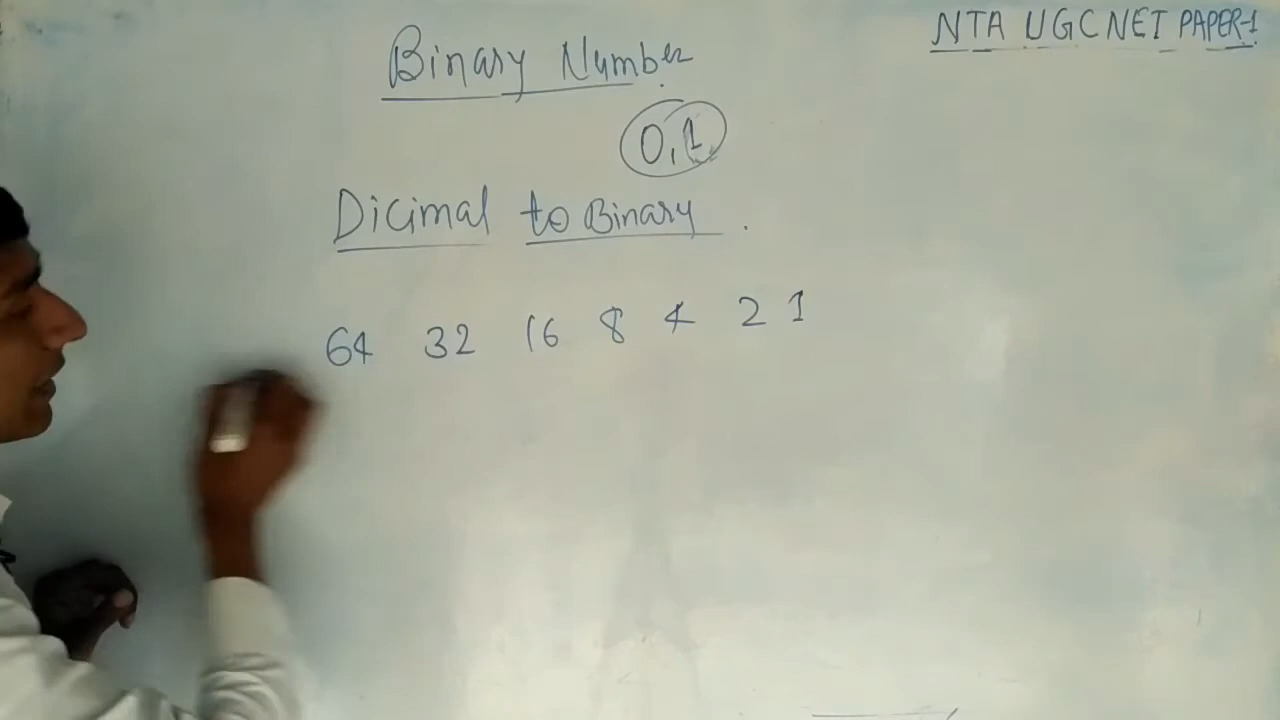 NTA UGC NET PAPER-1
Binary Number
0,1
Dicimal to Binary .
64 32 16 8 4 2 1